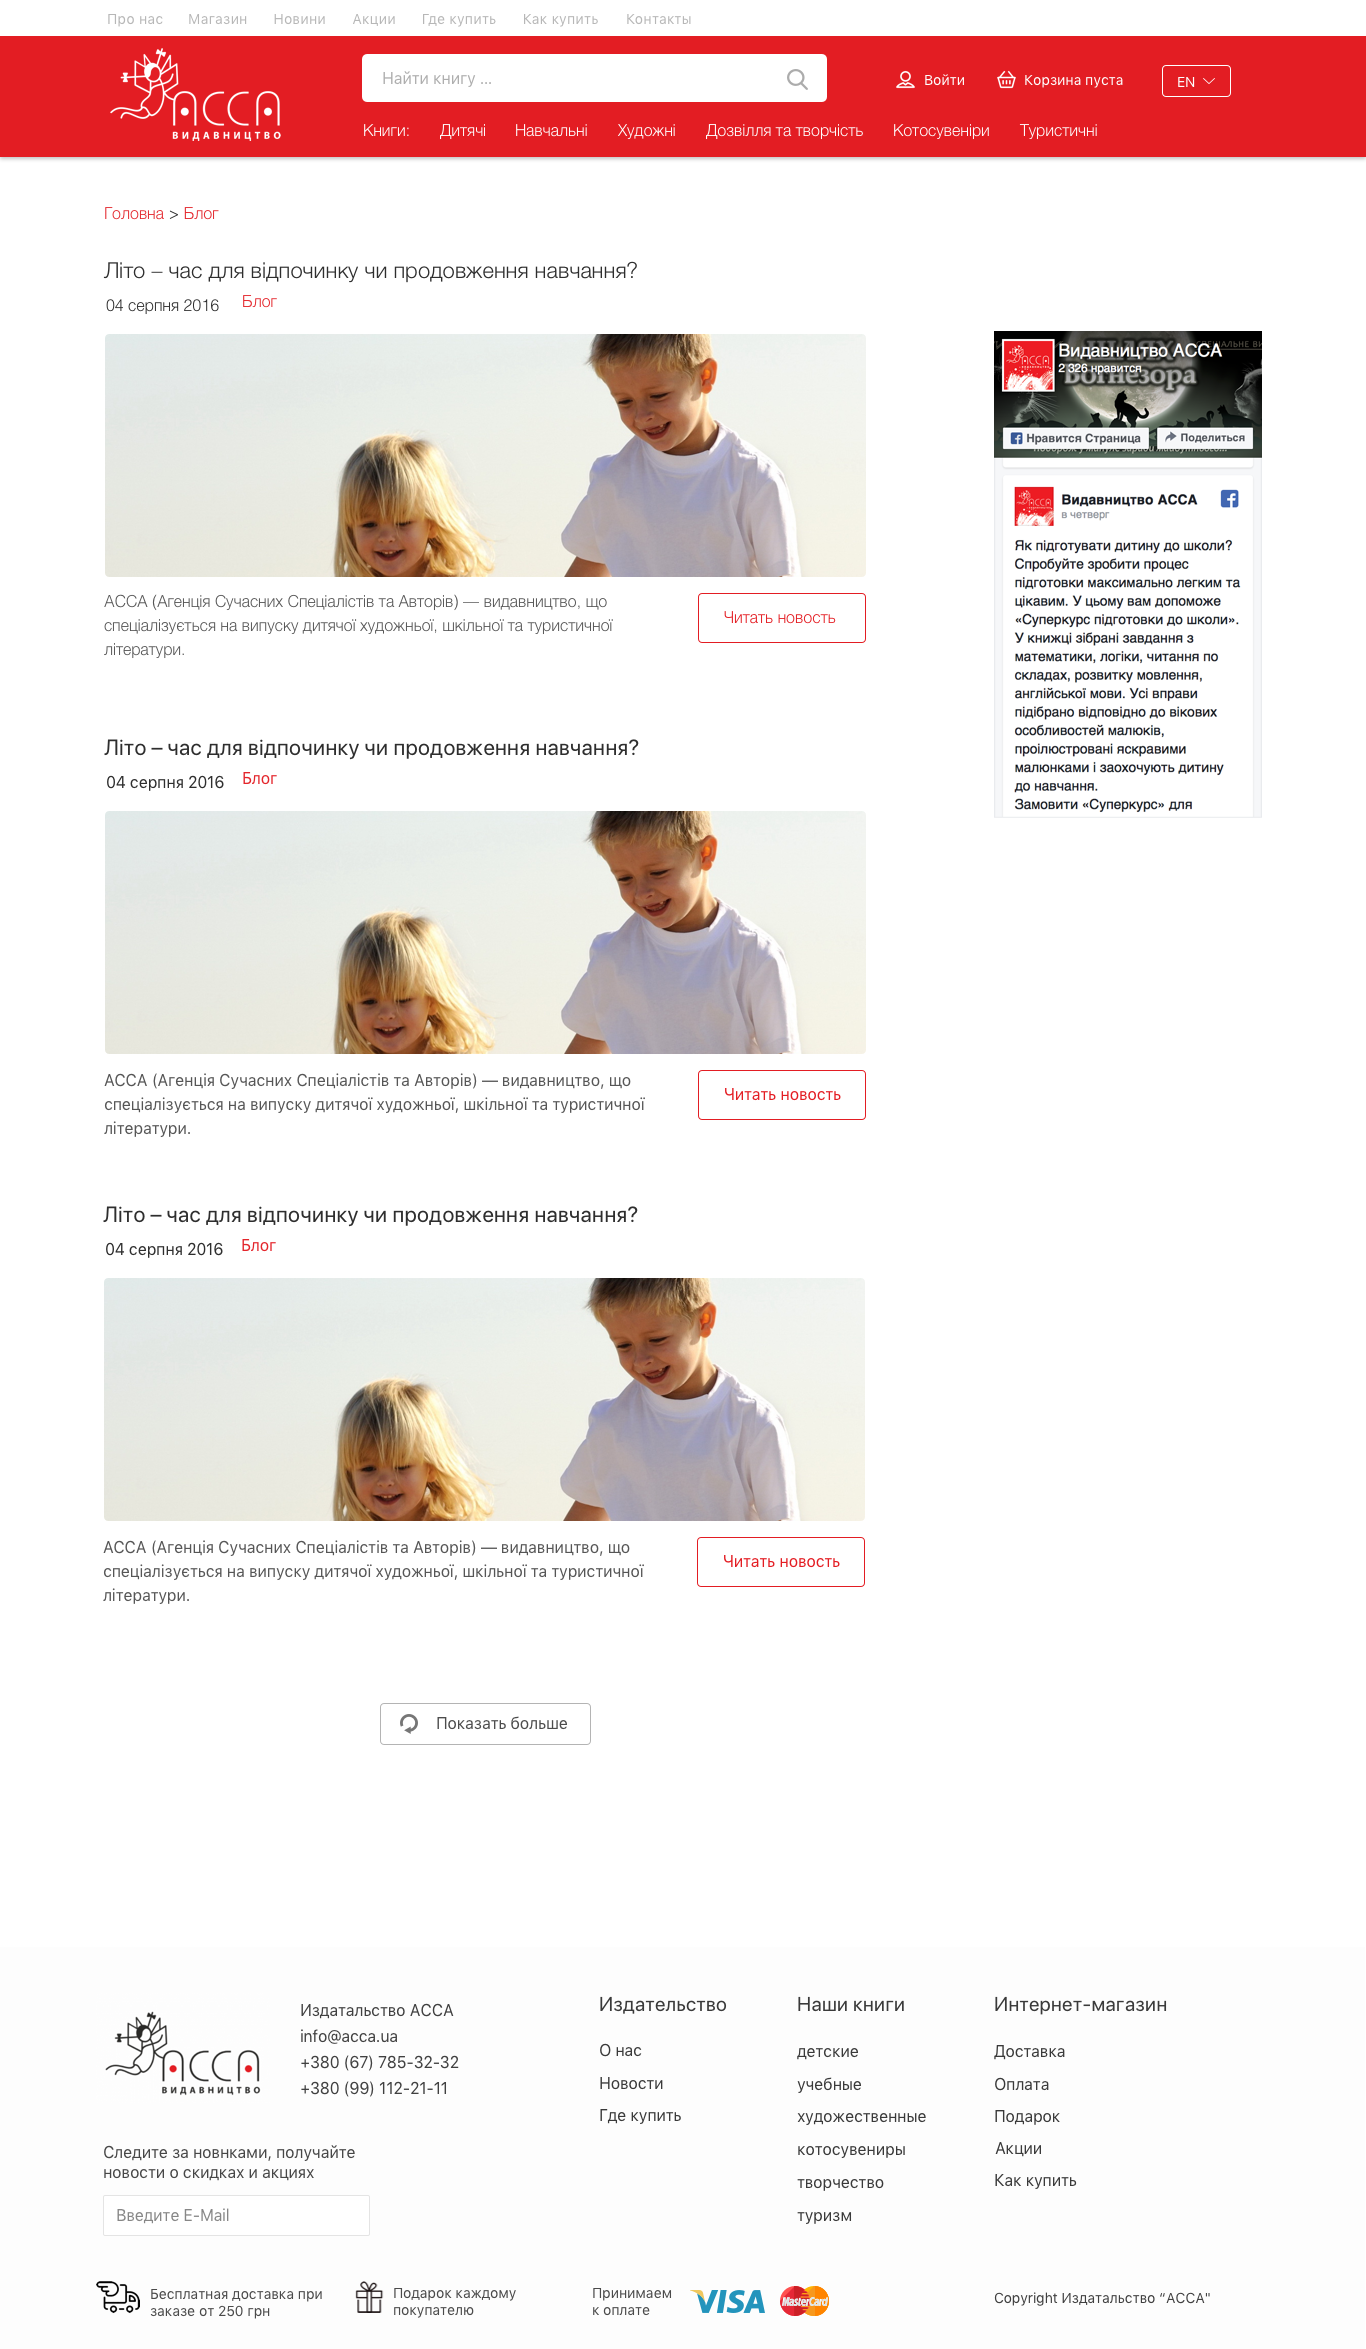 Про нас Магазин Новини Акции Где купить Как купить Контакты
АССА
ВИДАВНИЦТВО
Найти книгу ...
Войти
Корзина пуста
EN
Книги: Дитячі Навчальні Художні Дозвілля та творчість Котосувеніри Туристичні
Головна > Блог
Літо – час для відпочинку чи продовження навчання?
04 серпня 2016 Блог
АССА (Агенція Сучасних Спеціалістів та Авторів) — видавництво, що
спеціалізується на випуску дитячої художньої, шкільної та туристичної
літератури.
Читать новость
Видавництво АССА
2 326 нравится
Нравится Страница
Поделиться
Видавництво АССА
в четверг
Як підготувати дитину до школи?
Спробуйте зробити процес
підготовки максимально легким та
цікавим. У цьому вам допоможе
«Суперкурс підготовки до школи».
У книжці зібрані завдання з
математики, логіки, читання по
складах, розвитку мовлення,
англійської мови. Усі вправи
підібрано відповідно до вікових
особливостей малюків,
проілюстровані яскравими
малюнками і заохочують дитину
до навчання.
Замовити «Суперкурс» для
Літо – час для відпочинку чи продовження навчання?
04 серпня 2016 Блог
АССА (Агенція Сучасних Спеціалістів та Авторів) — видавництво, що
спеціалізується на випуску дитячої художньої, шкільної та туристичної
літератури.
Читать новость
Літо – час для відпочинку чи продовження навчання?
04 серпня 2016 Блог
АССА (Агенція Сучасних Спеціалістів та Авторів) — видавництво, що
спеціалізується на випуску дитячої художньої, шкільної та туристичної
літератури.
Читать новость
Показать больше
АССА
ВИДАВНИЦТВО
Издатальство АССА
info@acca.ua
+380 (67) 785-32-32
+380 (99) 112-21-11
Следите за новнками, получайте
новости о скидках и акциях
Введите E-Mail
Издательство
О нас
Новости
Где купить
Наши книги
детские
учебные
художественные
котосувениры
творчество
туризм
Интернет-магазин
Доставка
Оплата
Подарок
Акции
Как купить
Бесплатная доставка при
заказе от 250 грн
Подарок каждому
покупателю
Принимаем
к оплате
VISA
MasterCard
Copyright Издатальство “АССА"